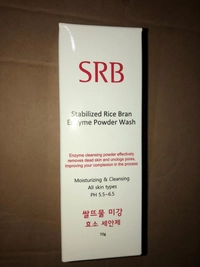 SRB
Stabilized Rice Bran
Enzyme Powder Wash
Enzyme cleansing powder effectively
removes dead skin and unclogs pores,
improving your complexion in the process
Moisturizing & Cleansing
All skin types
PH 5.5~6.5
쌀뜨물 미강
효소 세안제